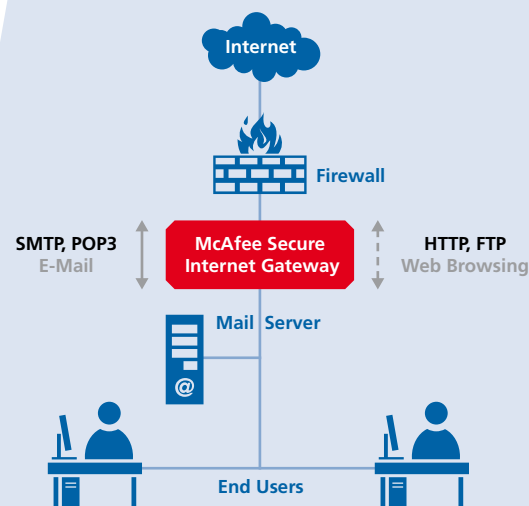 Internet
Firewall
SMTP, POP3
E-Mail
McAfee Secure
Internet Gateway
HTTP, FTP
Web Browsing
Mail Server
@
End Users